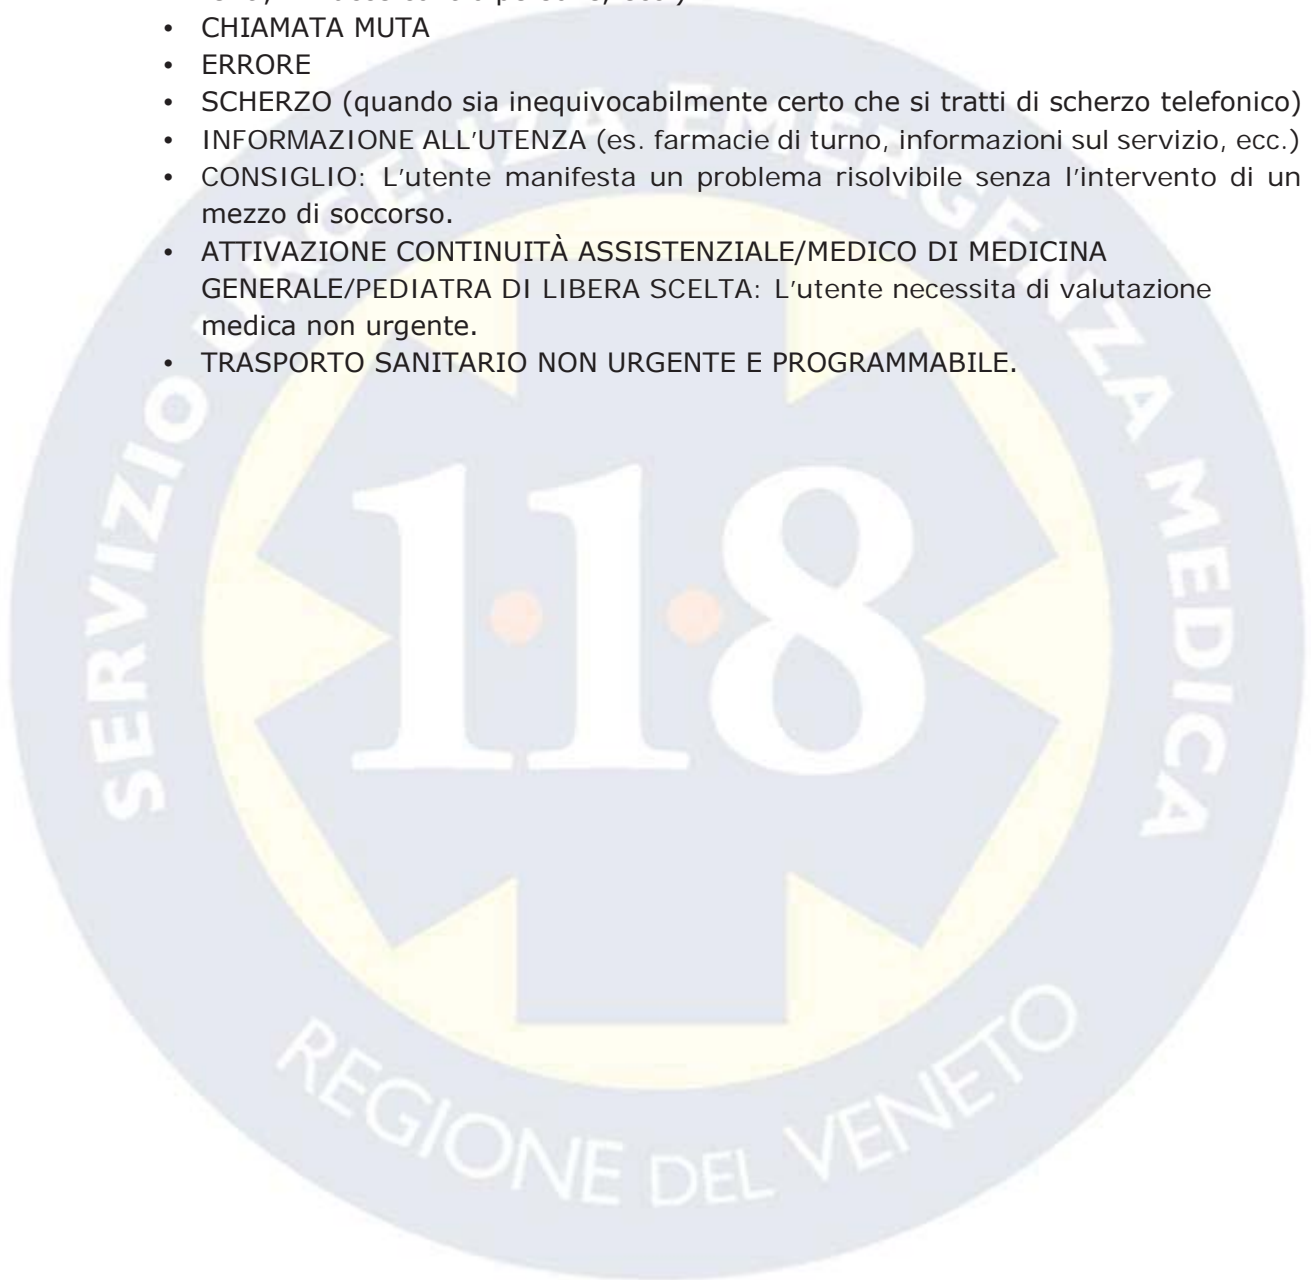 • CHIAMATA MUTA
• ERRORE
• SCHERZO (quando sia inequivocabilmente certo che si tratti di scherzo telefonico)
• INFORMAZIONE ALL'UTENZA (es. farmacie di turno, informazioni sul servizio, ecc.)
• CONSIGLIO: L'utente manifesta un problema risolvibile senza l'intervento di un
mezzo di soccorso.
• ATTIVAZIONE CONTINUITÀ ASSISTENZIALE/MEDICO DI MEDICINA
GENERALE/PEDIATRA DI LIBERA SCELTA: L'utente necessita di valutazione
medica non urgente.
• TRASPORTO SANITARIO NON URGENTE E PROGRAMMABILE.
SERVIZIO URGENZA EMERGENZA MEDICA
118
REGIONE DEL VENETO